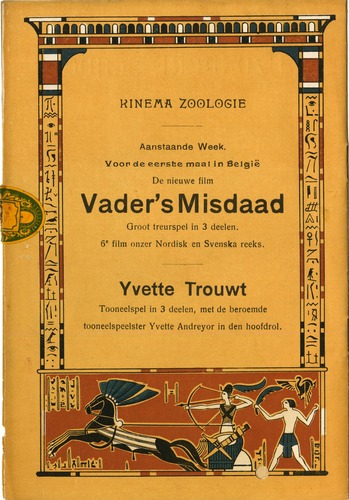 KINEMA ZOOLOGIE
Aanstaande Week.
Voor de eerste maal in België
De nieuwe film
Vader's Misdaad
Groot treurspel in 3 deelen.
6e film onzer Nordisk en Svenska reeks.
Yvette Trouwt
Tooneelspel in 3 deelen, met de beroemde
tooneelspeelster Yvette Andreyor in den hoofdrol.